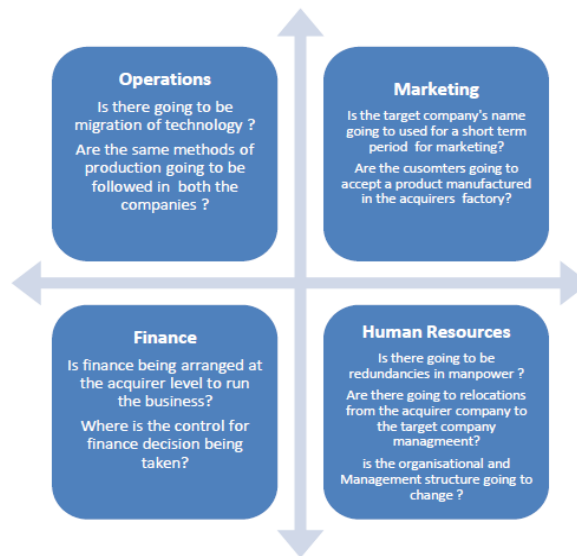 Operations
Is there going to be
migration of technology ?
Are the same methods of
production going to be
followed in both the
companies ?
Marketing
Is the target company's name
going to used for a short term
period for marketing?
Are the cusomters going to
accept a product manufactured
in the acquirers factory?
Finance
Is finance being arranged at
the acquirer level to run
the business?
Where is the control for
finance decision being
taken?
Human Resources
Is there going to be
redundancies in manpower ?
Are there going to relocations
from the acquirer company to
the target company
managmeent?
is the organisational and
Management structure going to
change ?